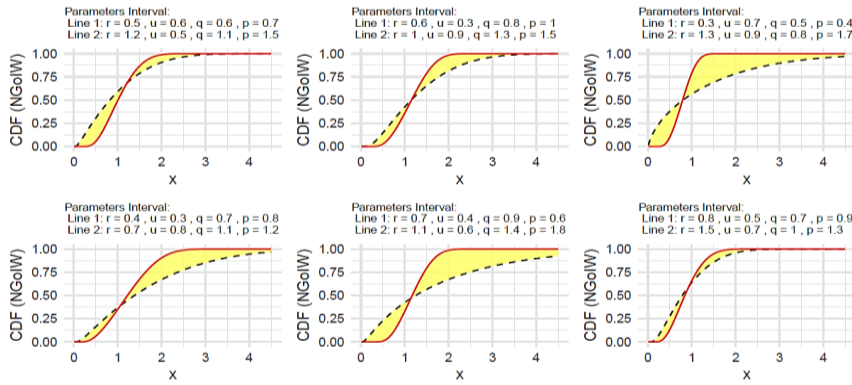 Parameters Interval:
Line 1: r = 0.5 , u = 0.6 , q = 0.6 , p = 0.7
Line 2: r = 1.2 , u = 0.5 , q = 1.1 , p = 1.5
CDF (NGoIW)
1.00
0.75
0.50
0.25
0.00
0 1 2 3 4
X
Parameters Interval:
Line 1: r = 0.6 , u = 0.3 , q = 0.8 , p = 1
Line 2: r = 1 , u = 0.9 , q = 1.3 , p = 1.5
CDF (NGoIW)
1.00
0.75
0.50
0.25
0.00
0 1 2 3 4
X
Parameters Interval:
Line 1: r = 0.3 , u = 0.7 , q = 0.5 , p = 0.4
Line 2: r = 1.3 , u = 0.9 , q = 0.8 , p = 1.7
CDF (NGoIW)
1.00
0.75
0.50
0.25
0.00
0 1 2 3 4
X
Parameters Interval:
Line 1: r = 0.4 , u = 0.3 , q = 0.7 , p = 0.8
Line 2: r = 0.7 , u = 0.8 , q = 1.1 , p = 1.2
CDF (NGoIW)
1.00
0.75
0.50
0.25
0.00
0 1 2 3 4
X
Parameters Interval:
Line 1: r = 0.7 , u = 0.4 , q = 0.9 , p = 0.6
Line 2: r = 1.1 , u = 0.6 , q = 1.4 , p = 1.8
CDF (NGoIW)
1.00
0.75
0.50
0.25
0.00
0 1 2 3 4
X
Parameters Interval:
Line 1: r = 0.8 , u = 0.5 , q = 0.7 , p = 0.9
Line 2: r = 1.5 , u = 0.7 , q = 1 , p = 1.3
CDF (NGoIW)
1.00
0.75
0.50
0.25
0.00
0 1 2 3 4
X